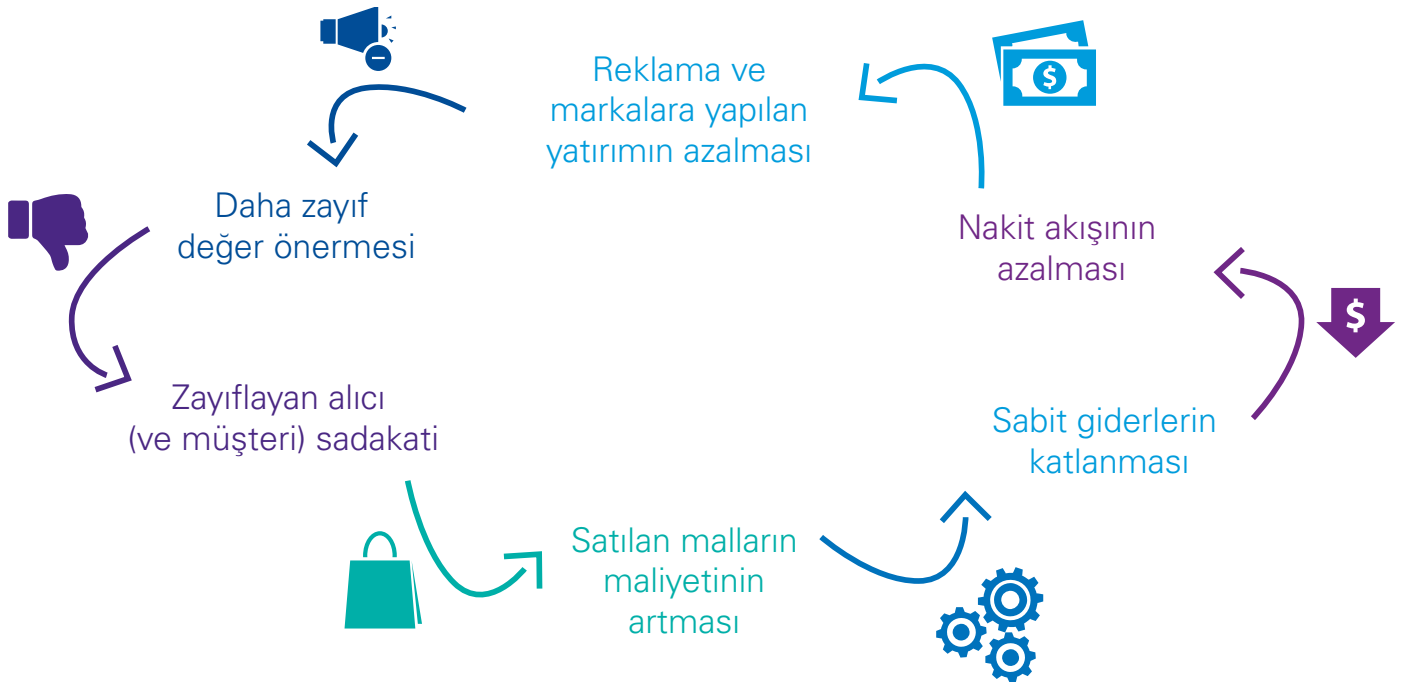 Reklama ve
markalara yapılan
yatırımın azalması
Daha zayıf
değer önermesi
Zayıflayan alıcı
(ve müşteri) sadakati
Satılan malların
maliyetinin
artması
Sabit giderlerin
katlanması
Nakit akışının
azalması
$
$